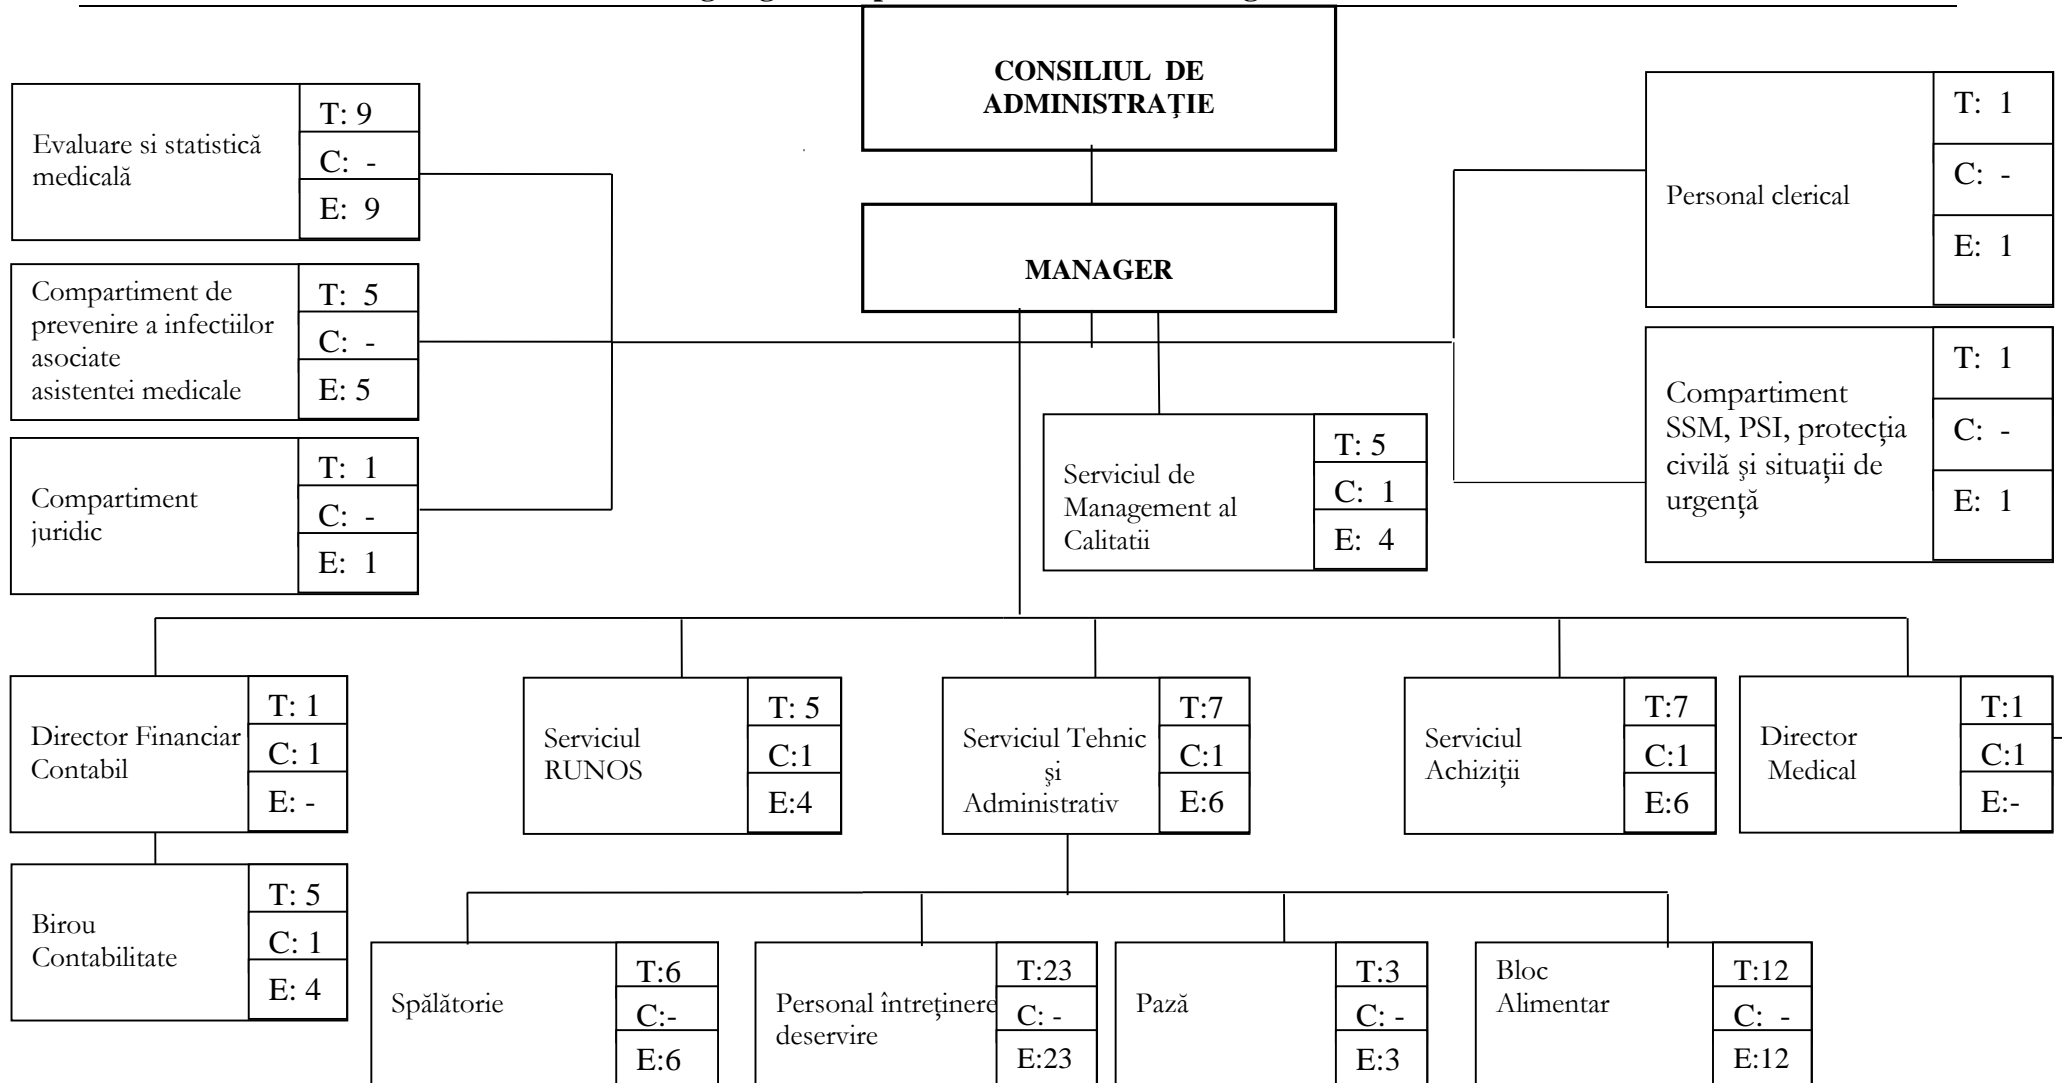 CONSILIUL DE
ADMINISTRAŢIE
Evaluare si statistică
medicală
T: 9
C: -
E: 9
Personal clerical
T: 1
C: -
E: 1
MANAGER
Compartiment de
prevenire a infectiilor
asociate
asistentei medicale
T: 5
C: -
E: 5
Compartiment
SSM, PSI, protecţia
civilă şi situaţii de
urgenţă
T: 1
C: -
E: 1
Compartiment
juridic
T: 1
C: -
E: 1
Serviciul de
Management al
Calitatii
T: 5
C: 1
E: 4
Director Financiar
Contabil
T: 1
C: 1
E: -
Serviciul
RUNOS
T: 5
C:1
E:4
Serviciul Tehnic
şi
Administrativ
T:7
C:1
E:6
Serviciul
Achiziţii
T:7
C:1
E:6
Director
Medical
T:1
C:1
E:-
Birou
Contabilitate
T: 5
C: 1
E: 4
Spălătorie
T:6
C:-
E:6
Personal întreţinere
deservire
T:23
C: -
E:23
Pază
T:3
C: -
E:3
Bloc
Alimentar
T:12
C: -
E:12